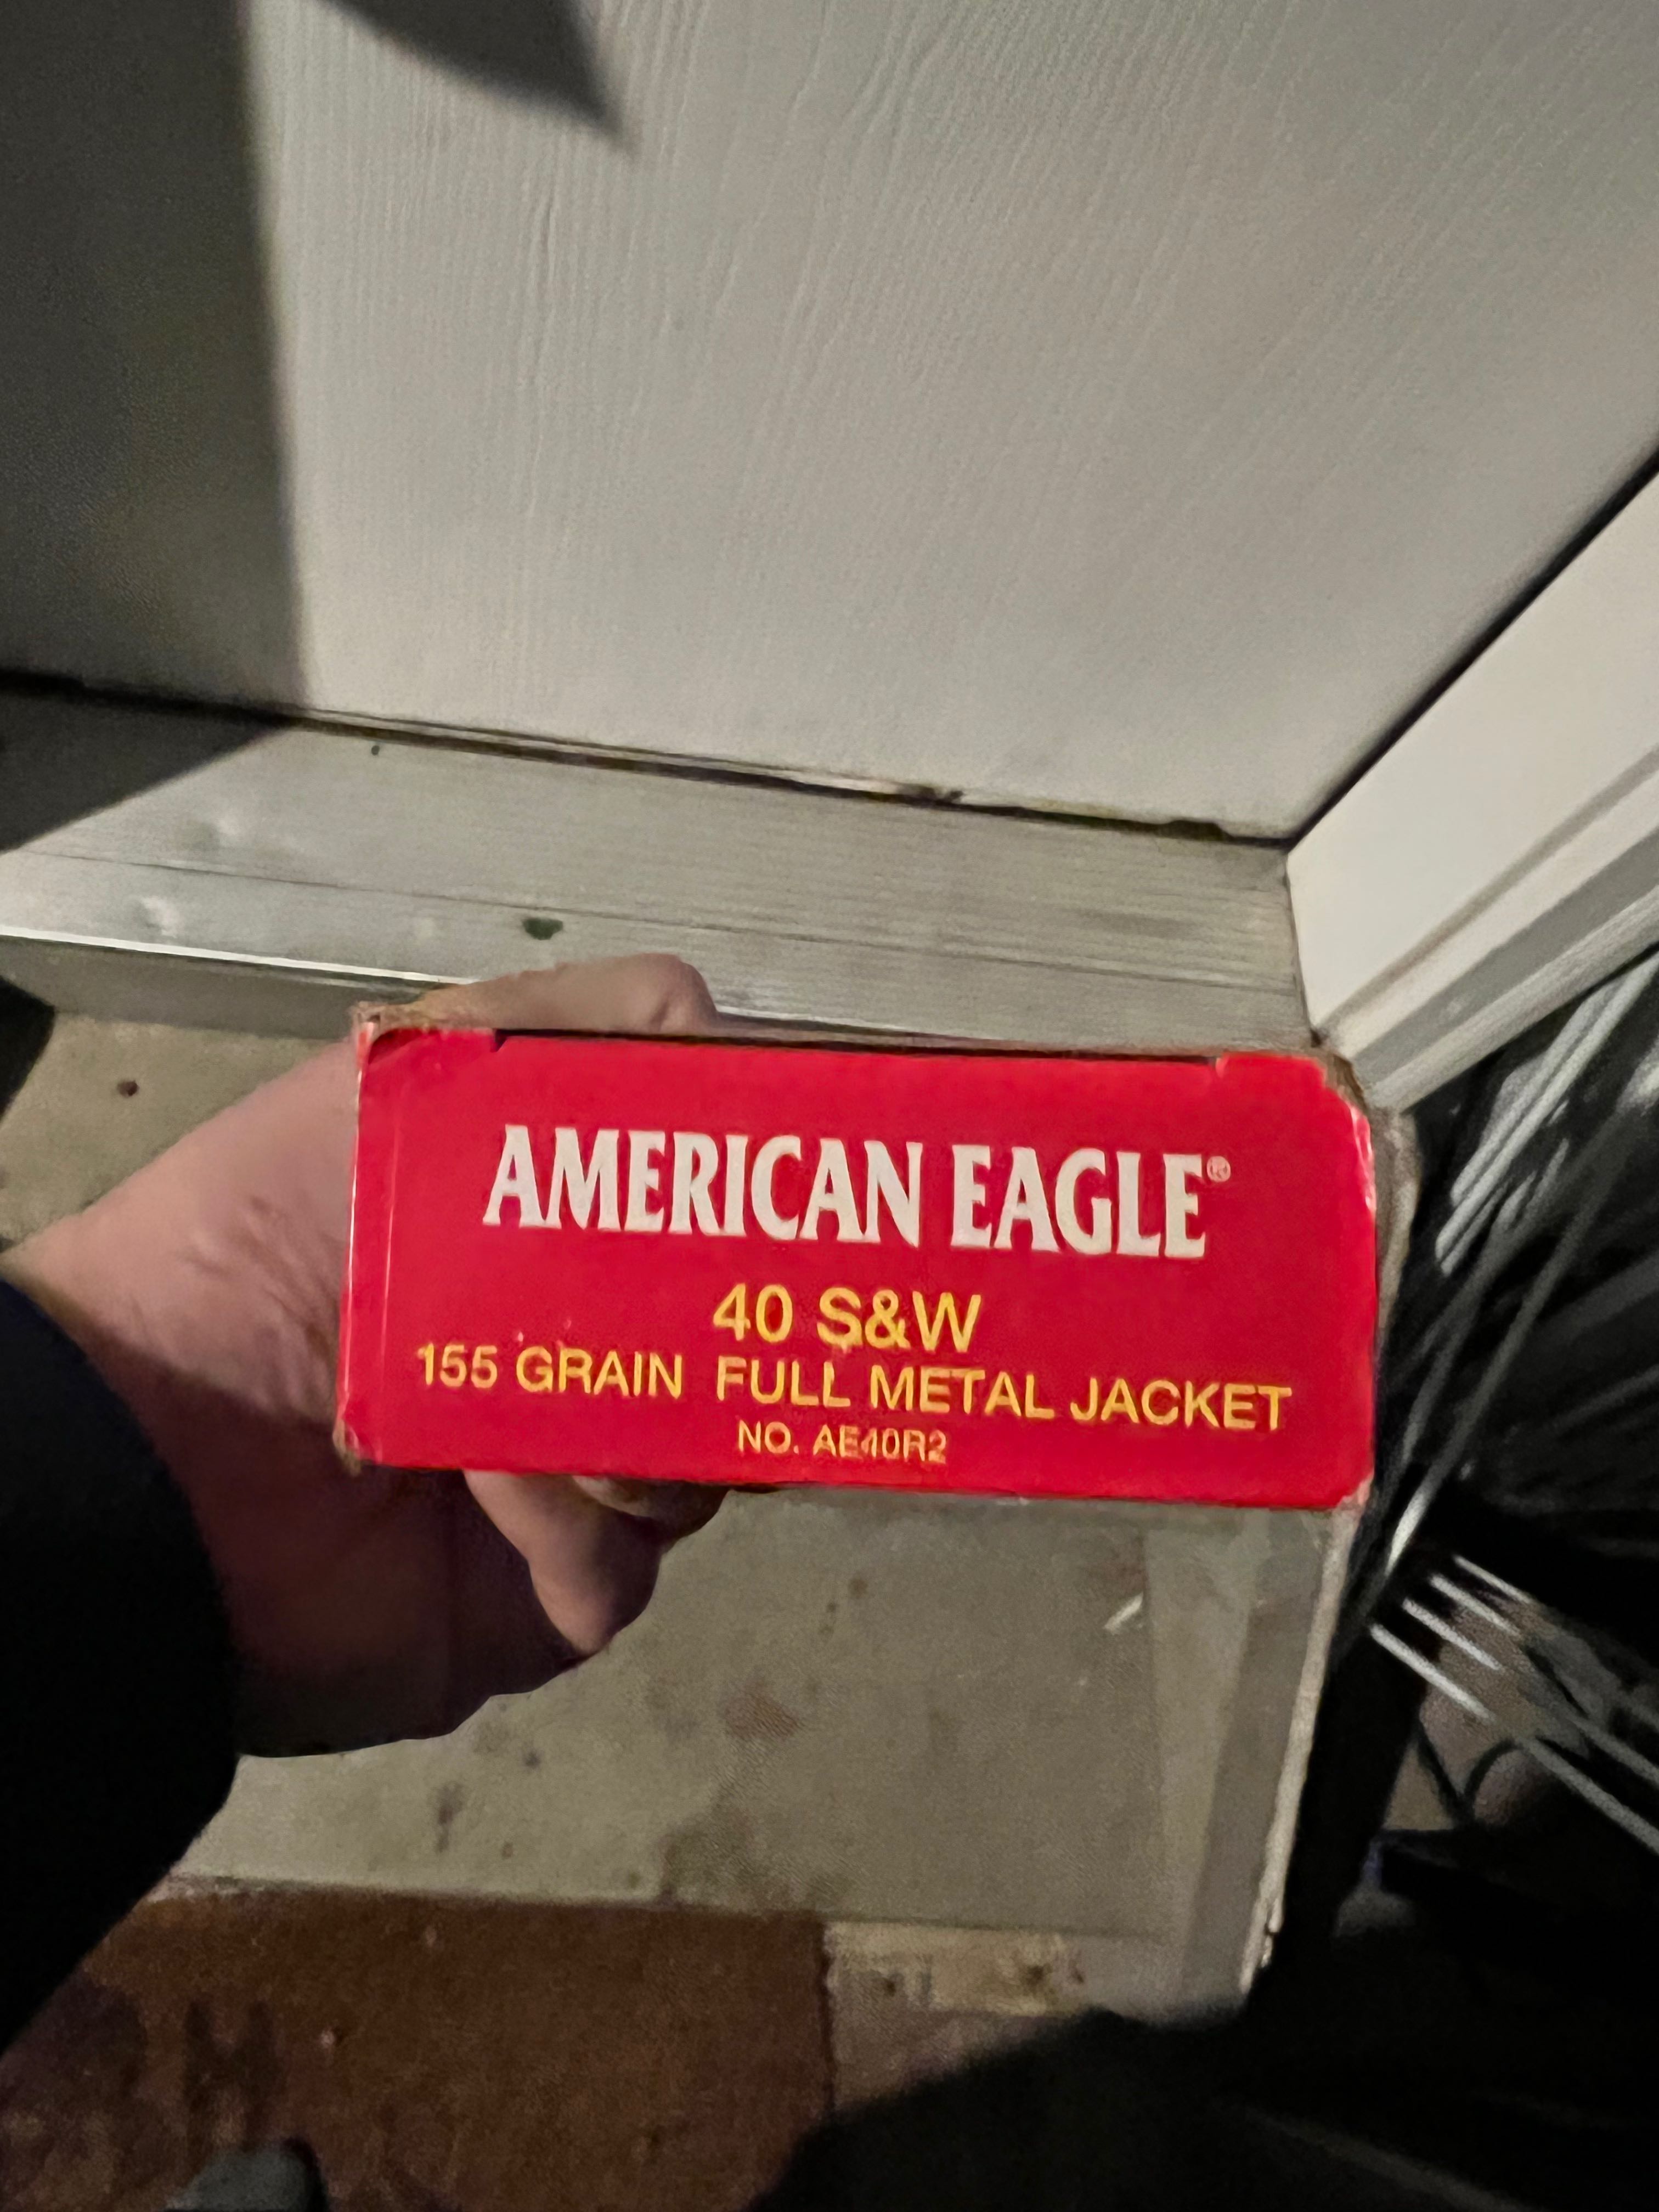 AMERICAN EAGLE®
40 S&W
155 GRAIN FULL METAL JACKET
NO. AE40R2